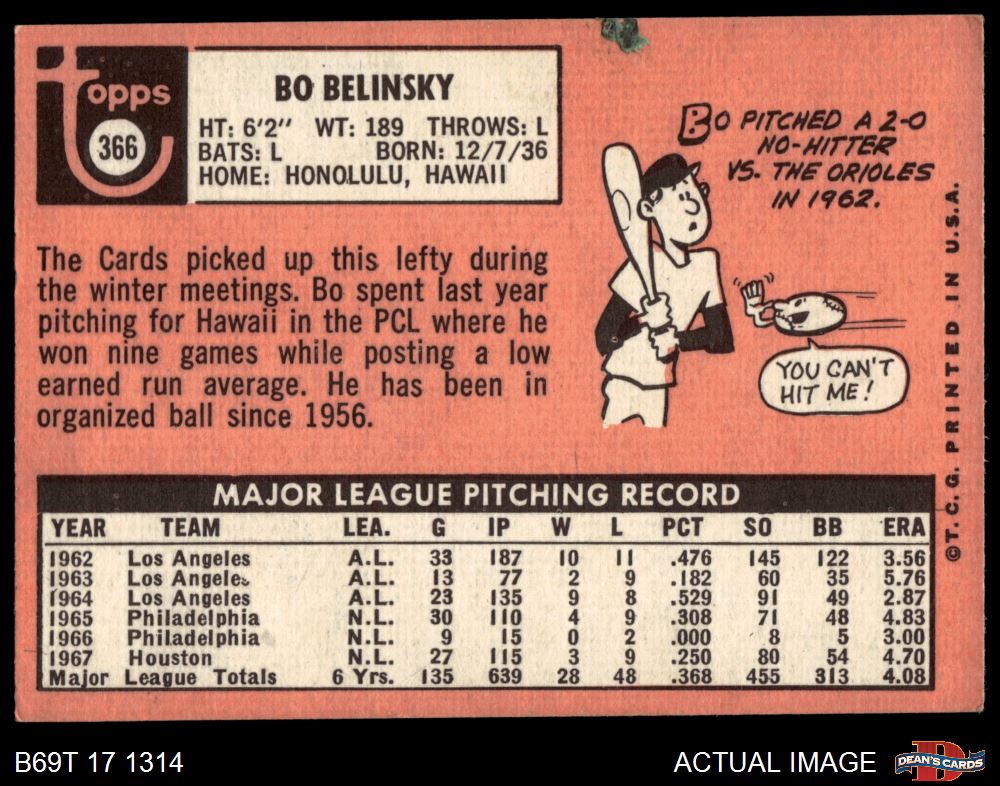 topps
366
BO BELINSKY
HT: 6'2" WT: 189 THROWS: L
BATS: L BORN: 12/7/36
HOME: HONOLULU, HAWAII
The Cards picked up this lefty during
the winter meetings. Bo spent last year
pitching for Hawaii in the PCL where he
won nine games while posting a low
earned run average. He has been in
organized ball since 1956.
BO PITCHED A 2-0
NO-HITTER
VS. THE ORIOLES
IN 1962.
YOU CAN'T
HIT ME!
©T.C.G. PRINTED IN U.S.A.
MAJOR LEAGUE PITCHING RECORD
YEAR TEAM LEA. G IP W L PCT SO BB ERA
1962 Los Angeles A.L. 33 187 10 11 .476 145 122 3.56
1963 Los Angeles A.L. 13 77 2 9 .182 60 35 5.76
1964 Los Angeles A.L. 23 135 9 8 .529 91 49 2.87
1965 Philadelphia N.L. 30 110 4 9 .308 71 48 4.83
1966 Philadelphia N.L. 9 15 0 2 .000 8 5 3.00
1967 Houston N.L. 27 115 3 9 .250 80 54 4.70
Major League Totals 6 Yrs. 135 639 28 48 .368 455 313 4.08
B69T 17 1314
ACTUAL IMAGE
DEAN'S CARDS